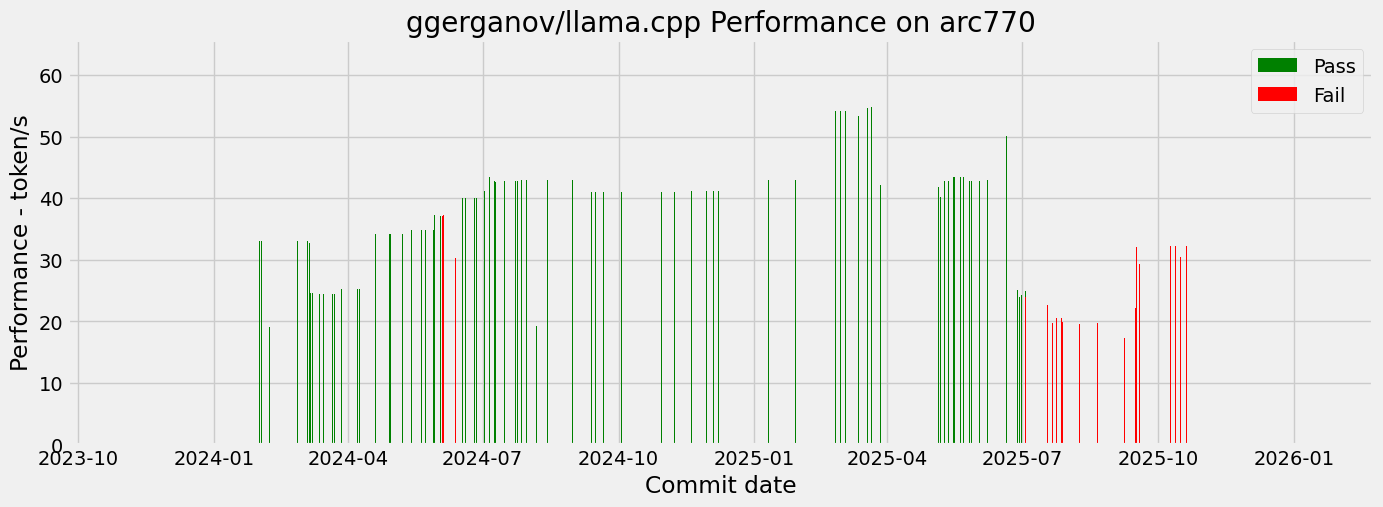 ggerganov/llama.cpp Performance on arc770
Performance - token/s
60
50
40
30
20
10
0
Pass
Fail
2023-10 2024-01 2024-04 2024-07 2024-10 2025-01 2025-04 2025-07 2025-10 2026-01
Commit date